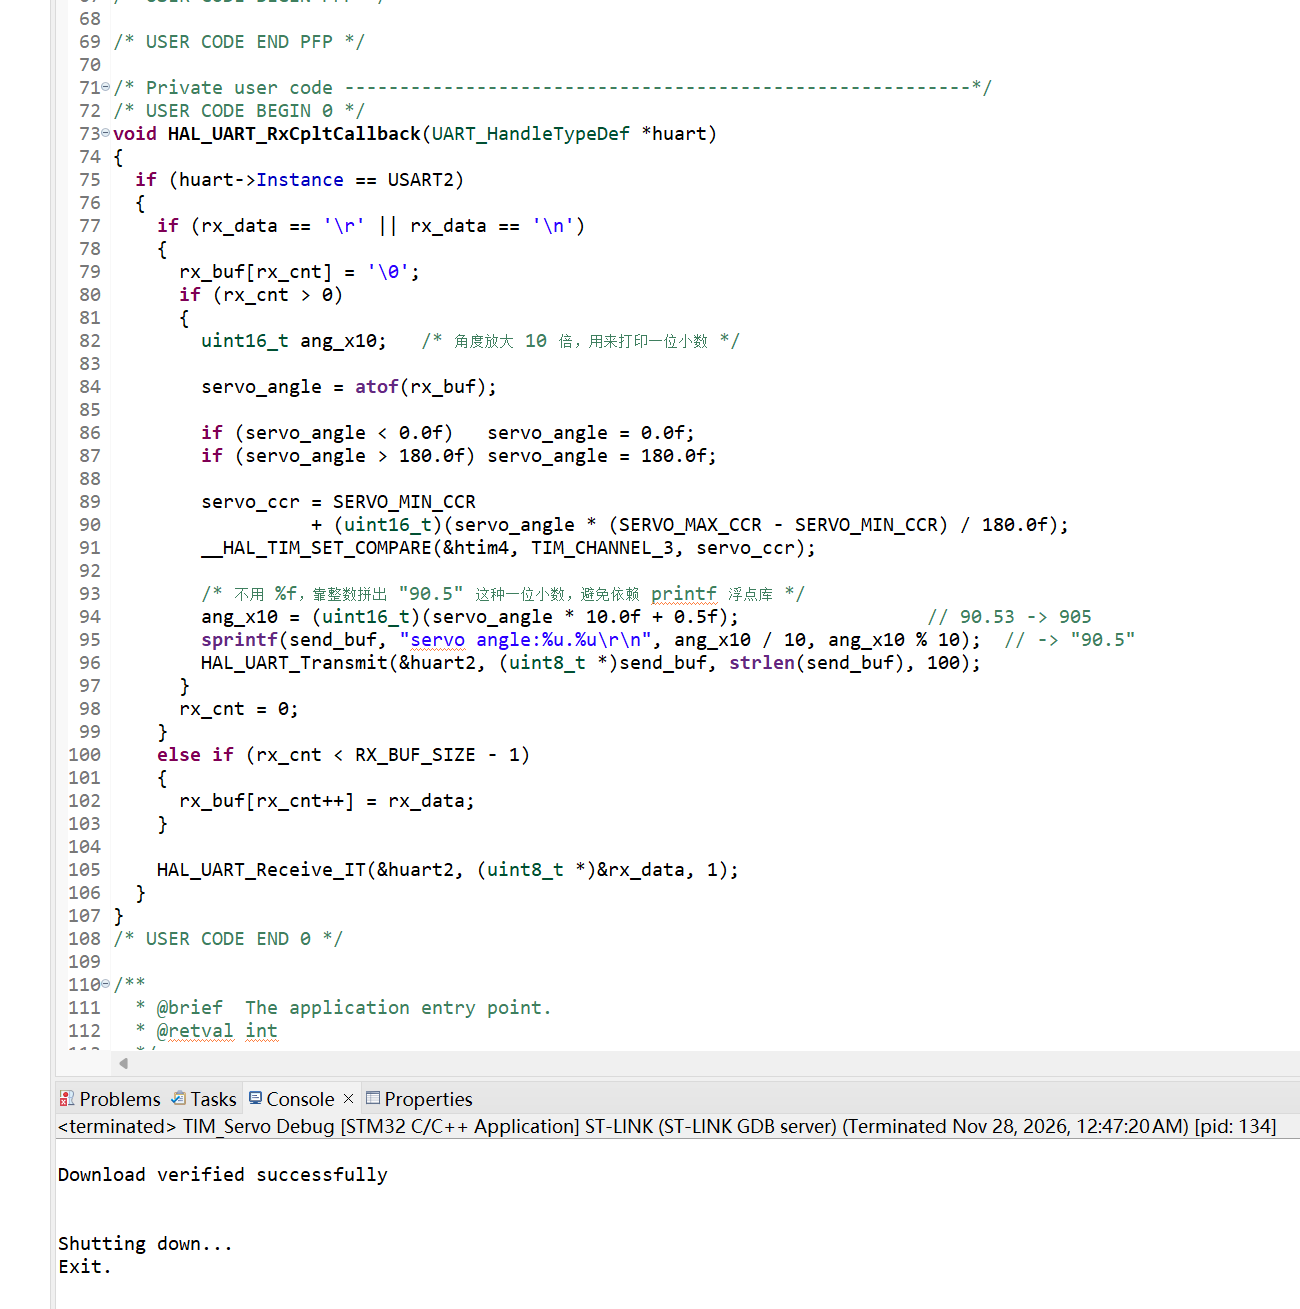 68
69 /* USER CODE END PFP */
70
71 /* Private user code ---------------------------------------------------------*/
72 /* USER CODE BEGIN 0 */
73 void HAL_UART_RxCpltCallback(UART_HandleTypeDef *huart)
74 {
75   if (huart->Instance == USART2)
76   {
77     if (rx_data == '\r' || rx_data == '\n')
78     {
79       rx_buf[rx_cnt] = '\0';
80       if (rx_cnt > 0)
81       {
82         uint16_t ang_x10;   /* 角度放大 10 倍，用来打印一位小数 */
83
84         servo_angle = atof(rx_buf);
85
86         if (servo_angle < 0.0f)   servo_angle = 0.0f;
87         if (servo_angle > 180.0f) servo_angle = 180.0f;
88
89         servo_ccr = SERVO_MIN_CCR
90                   + (uint16_t)(servo_angle * (SERVO_MAX_CCR - SERVO_MIN_CCR) / 180.0f);
91         __HAL_TIM_SET_COMPARE(&htim4, TIM_CHANNEL_3, servo_ccr);
92
93         /* 不用 %f，靠整数拼出 "90.5" 这种一位小数，避免依赖 printf 浮点库 */
94         ang_x10 = (uint16_t)(servo_angle * 10.0f + 0.5f);                 // 90.53 -> 905
95         sprintf(send_buf, "servo angle:%u.%u\r\n", ang_x10 / 10, ang_x10 % 10);  // -> "90.5"
96         HAL_UART_Transmit(&huart2, (uint8_t *)send_buf, strlen(send_buf), 100);
97       }
98       rx_cnt = 0;
99     }
100     else if (rx_cnt < RX_BUF_SIZE - 1)
101     {
102       rx_buf[rx_cnt++] = rx_data;
103     }
104
105     HAL_UART_Receive_IT(&huart2, (uint8_t *)&rx_data, 1);
106   }
107 }
108 /* USER CODE END 0 */
109
110 /**
111   * @brief  The application entry point.
112   * @retval int
Problems Tasks Console Properties
<terminated> TIM_Servo Debug [STM32 C/C++ Application] ST-LINK (ST-LINK GDB server) (Terminated Nov 28, 2026, 12:47:20 AM) [pid: 134]
Download verified successfully
Shutting down...
Exit.